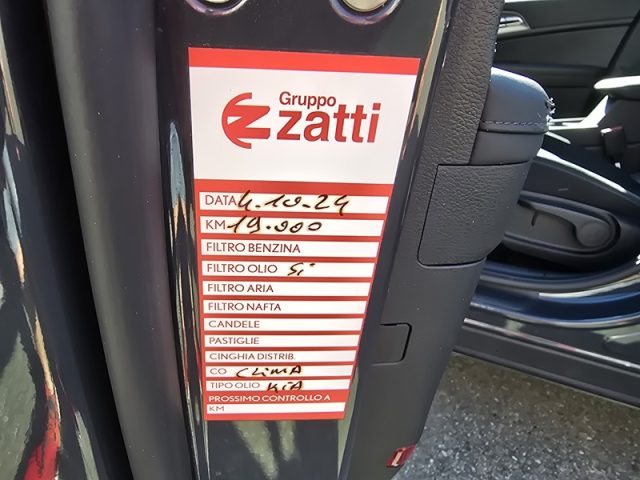 Gruppo
zatti
DATA 4.10.24
KM 19.000
FILTRO BENZINA
FILTRO OLIO Si
FILTRO ARIA
FILTRO NAFTA
CANDELE
PASTIGLIE
CINGHIA DISTRIB.
CO CLIMA
TIPO OLIO KIA
PROSSIMO CONTROLLO A
KM